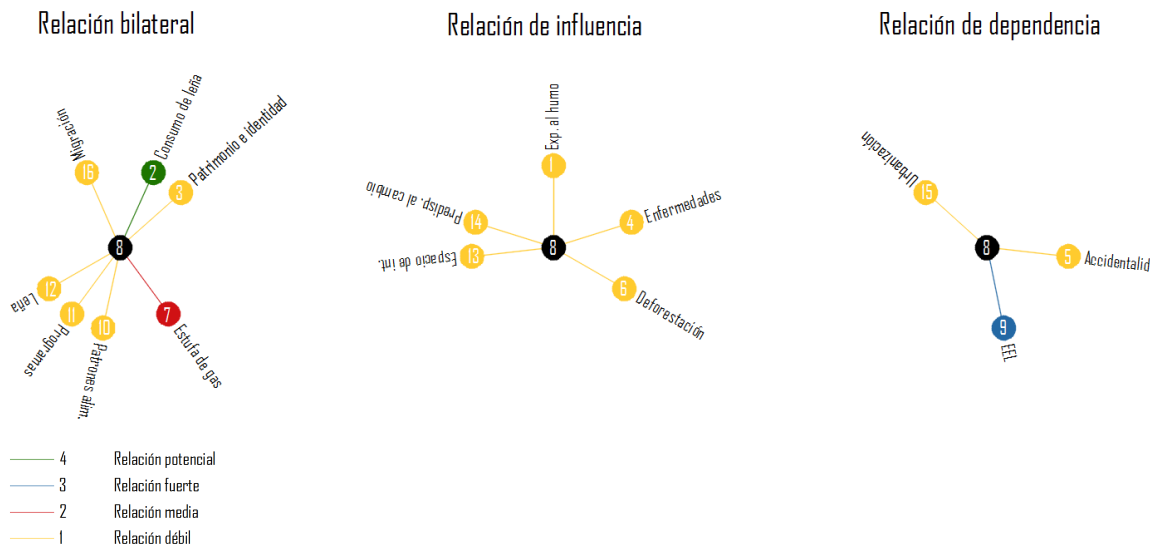 Relación bilateral
Relación de influencia
Relación de dependencia
Migración
16
Consumo de leña
2
Patrimonio e identidad
3
8
12
Leña
11
Programas
10
Patrones alim.
7
Estufa de gas
Exp. al humo
1
Predisp. al cambio
14
Enfermedades
4
8
Espacio de int.
13
6
Deforestación
Urbanización
15
8
5
Accidentalid
9
EEL
4 Relación potencial
3 Relación fuerte
2 Relación media
1 Relación débil